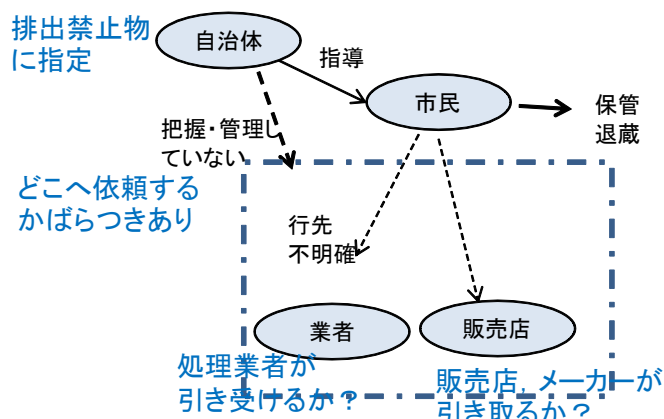 排出禁止物
に指定
自治体
指導
市民
保管
退蔵
把握・管理し
ていない
どこへ依頼する
かばらつきあり
行先
不明確
業者
販売店
処理業者が
引き受けるか？
販売店，メーカーが
引き取るか？